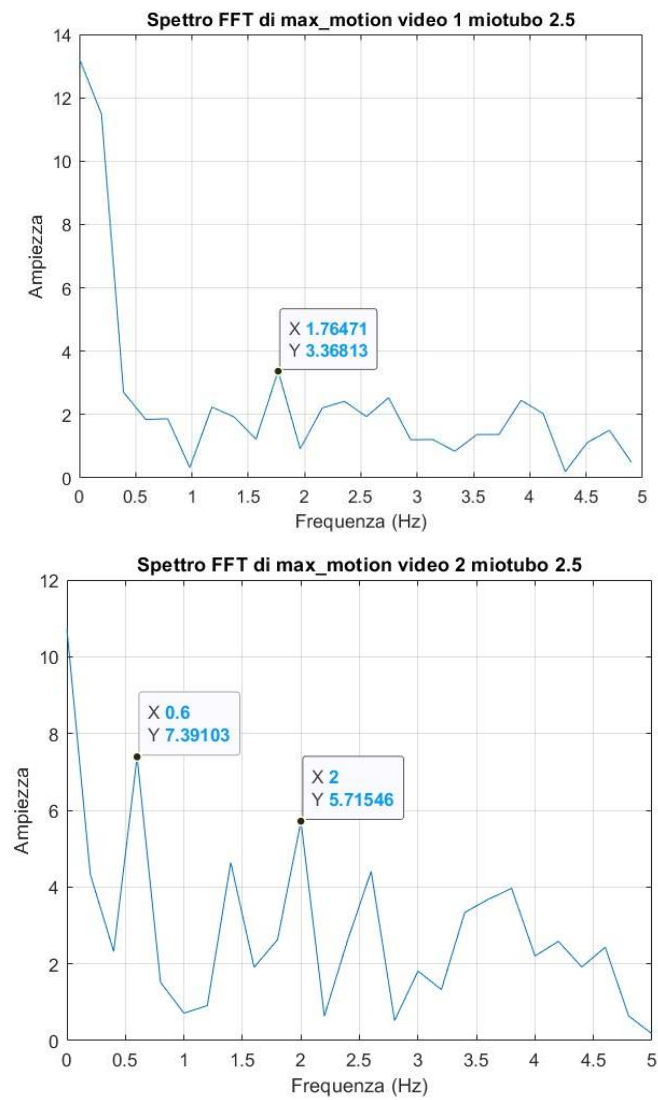 Spettro FFT di max_motion video 1 miotubo 2.5
14
12
10
8
6
4
2
0
Ampiezza
X 1.76471
Y 3.36813
0 0.5 1 1.5 2 2.5 3 3.5 4 4.5 5
Frequenza (Hz)
Spettro FFT di max_motion video 2 miotubo 2.5
12
10
8
6
4
2
0
Ampiezza
X 0.6
Y 7.39103
X 2
Y 5.71546
0 0.5 1 1.5 2 2.5 3 3.5 4 4.5 5
Frequenza (Hz)